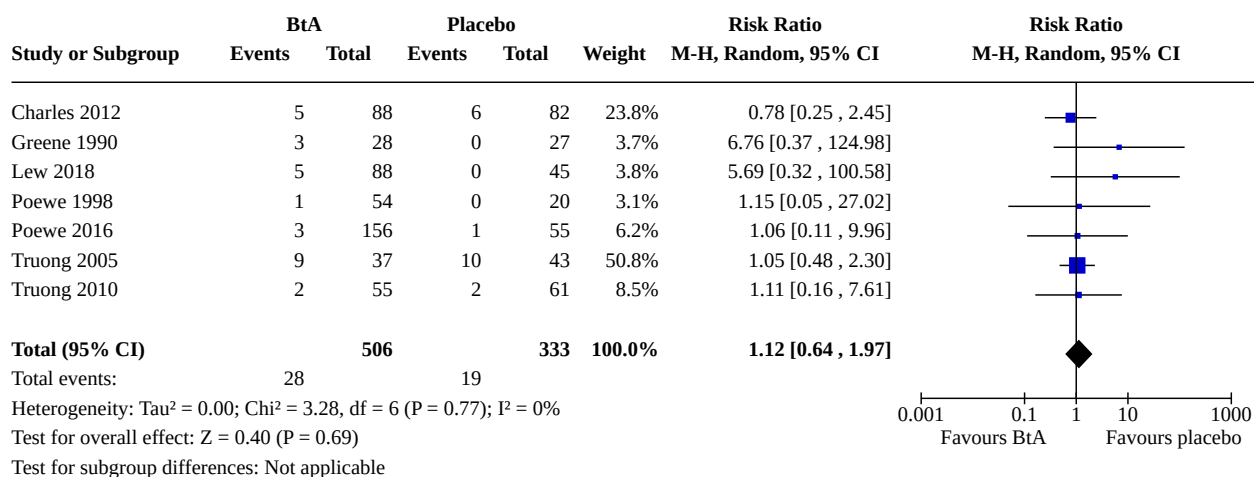 BtA Placebo Risk Ratio Risk Ratio
Study or Subgroup Events Total Events Total Weight M-H, Random, 95% CI M-H, Random, 95% CI
Charles 2012 5 88 6 82 23.8% 0.78 [0.25 , 2.45]
Greene 1990 3 28 0 27 3.7% 6.76 [0.37 , 124.98]
Lew 2018 5 88 0 45 3.8% 5.69 [0.32 , 100.58]
Poewe 1998 1 54 0 20 3.1% 1.15 [0.05 , 27.02]
Poewe 2016 3 156 1 55 6.2% 1.06 [0.11 , 9.96]
Truong 2005 9 37 10 43 50.8% 1.05 [0.48 , 2.30]
Truong 2010 2 55 2 61 8.5% 1.11 [0.16 , 7.61]
Total (95% CI) 506 333 100.0% 1.12 [0.64 , 1.97]
Total events: 28 19
Heterogeneity: Tau² = 0.00; Chi² = 3.28, df = 6 (P = 0.77); I² = 0%
0.001 0.1 1 10 1000
Test for overall effect: Z = 0.40 (P = 0.69)
Favours BtA Favours placebo
Test for subgroup differences: Not applicable